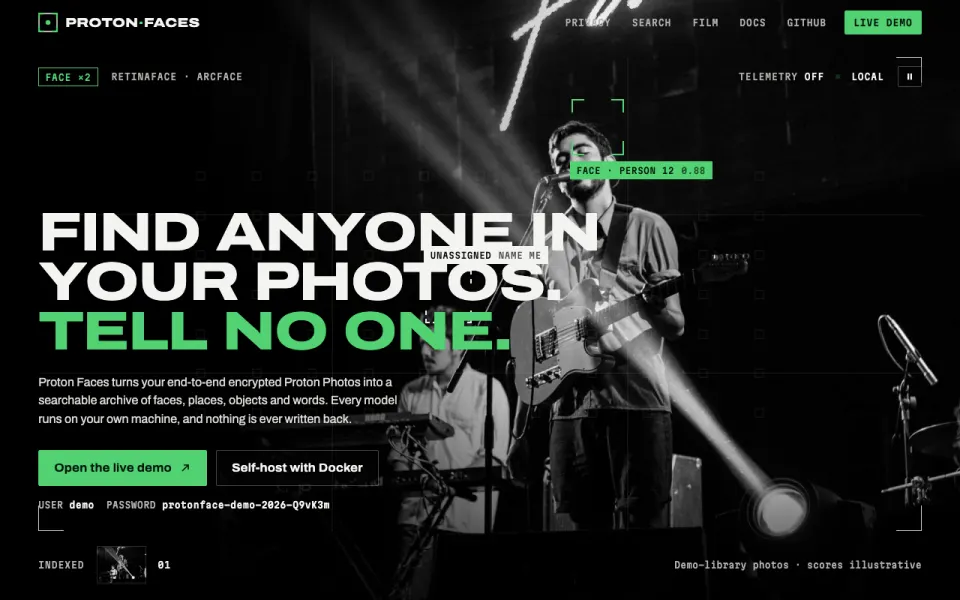 PROTON·FACES
PRIVACY SEARCH FILM DOCS GITHUB LIVE DEMO
FACE ×2 RETINAFACE · ARCFACE
TELEMETRY OFF LOCAL
FACE · PERSON 12 0.88
FIND ANYONE IN
UNASSIGNED NAME ME
YOUR PHOTOS.
TELL NO ONE.
Proton Faces turns your end-to-end encrypted Proton Photos into a
searchable archive of faces, places, objects and words. Every model
runs on your own machine, and nothing is ever written back.
Open the live demo ↗ Self-host with Docker
USER demo PASSWORD protonface-demo-2026-Q9vK3m
INDEXED 01
Demo-library photos · scores illustrative